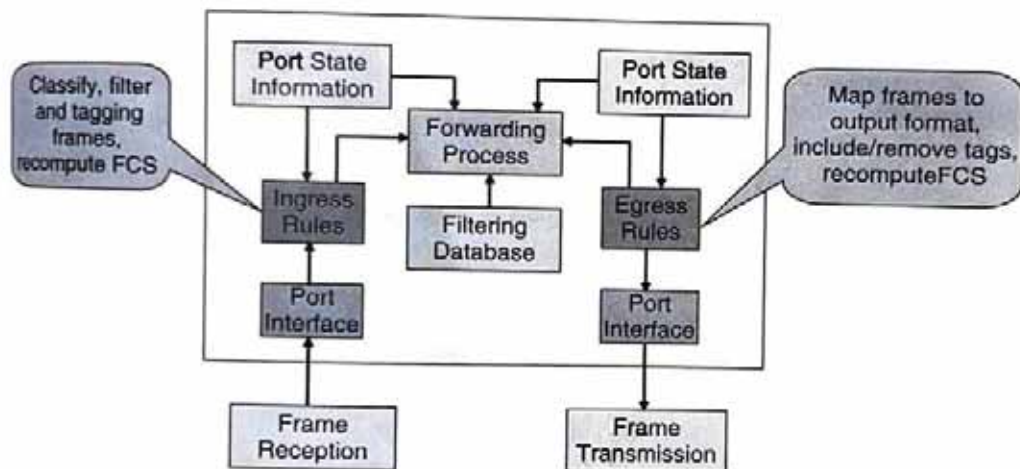 Classify, filter
and tagging
frames,
recompute FCS
Port State
Information
Port State
Information
Map frames to
output format,
include/remove tags,
recomputeFCS
Forwarding
Process
Ingress
Rules
Filtering
Database
Egress
Rules
Port
Interface
Port
Interface
Frame
Reception
Frame
Transmission